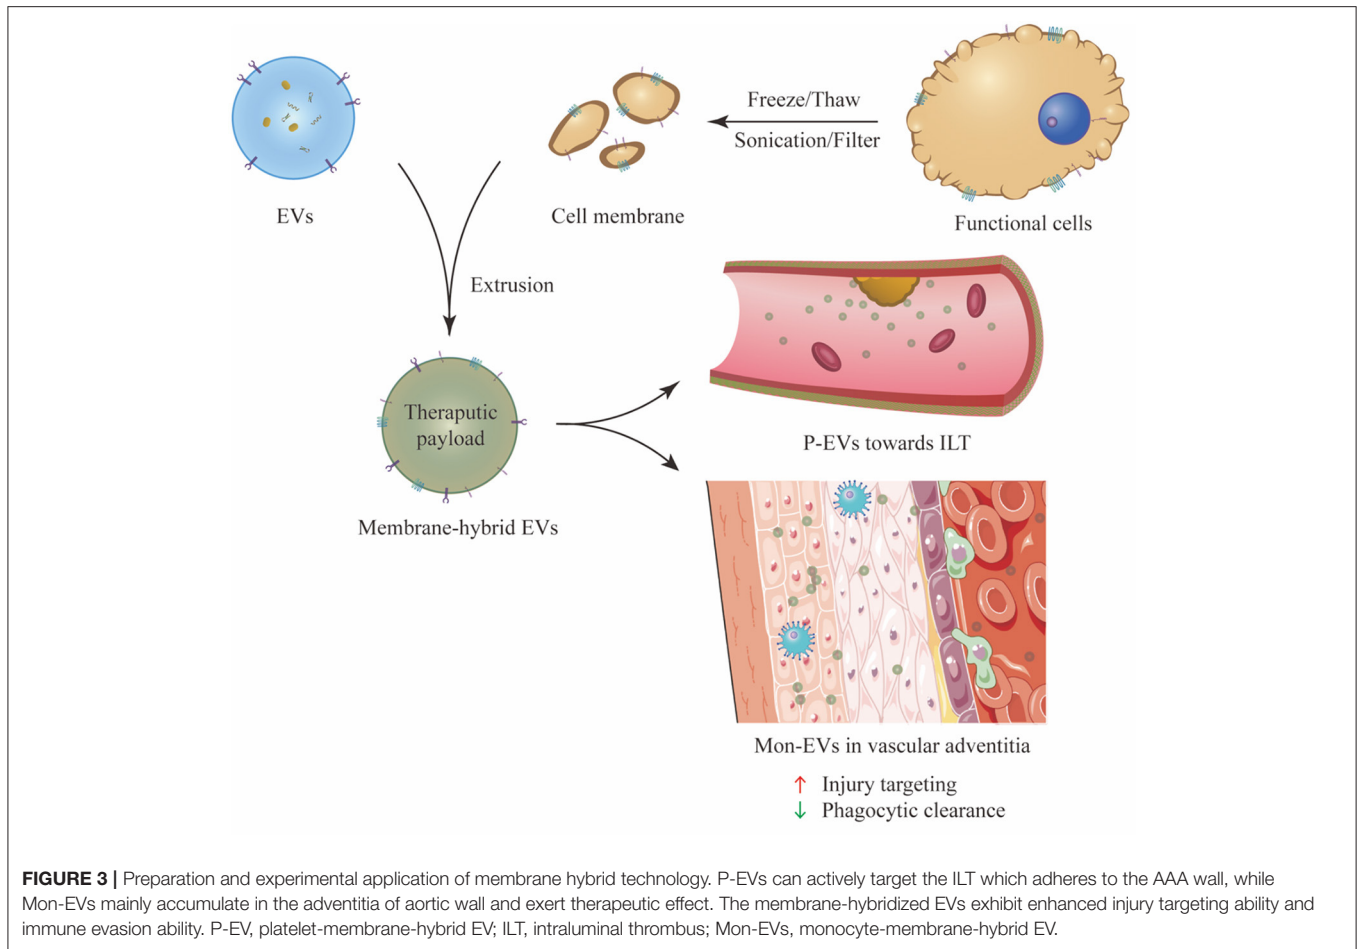 Freeze/Thaw
Sonication/Filter
EVs
Cell membrane
Functional cells
Extrusion
Theraputic
payload
Membrane-hybrid EVs
P-EVs towards ILT
Mon-EVs in vascular adventitia
↑ Injury targeting
↓ Phagocytic clearance
FIGURE 3 | Preparation and experimental application of membrane hybrid technology. P-EVs can actively target the ILT which adheres to the AAA wall, while
Mon-EVs mainly accumulate in the adventitia of aortic wall and exert therapeutic effect. The membrane-hybridized EVs exhibit enhanced injury targeting ability and
immune evasion ability. P-EV, platelet-membrane-hybrid EV; ILT, intraluminal thrombus; Mon-EVs, monocyte-membrane-hybrid EV.